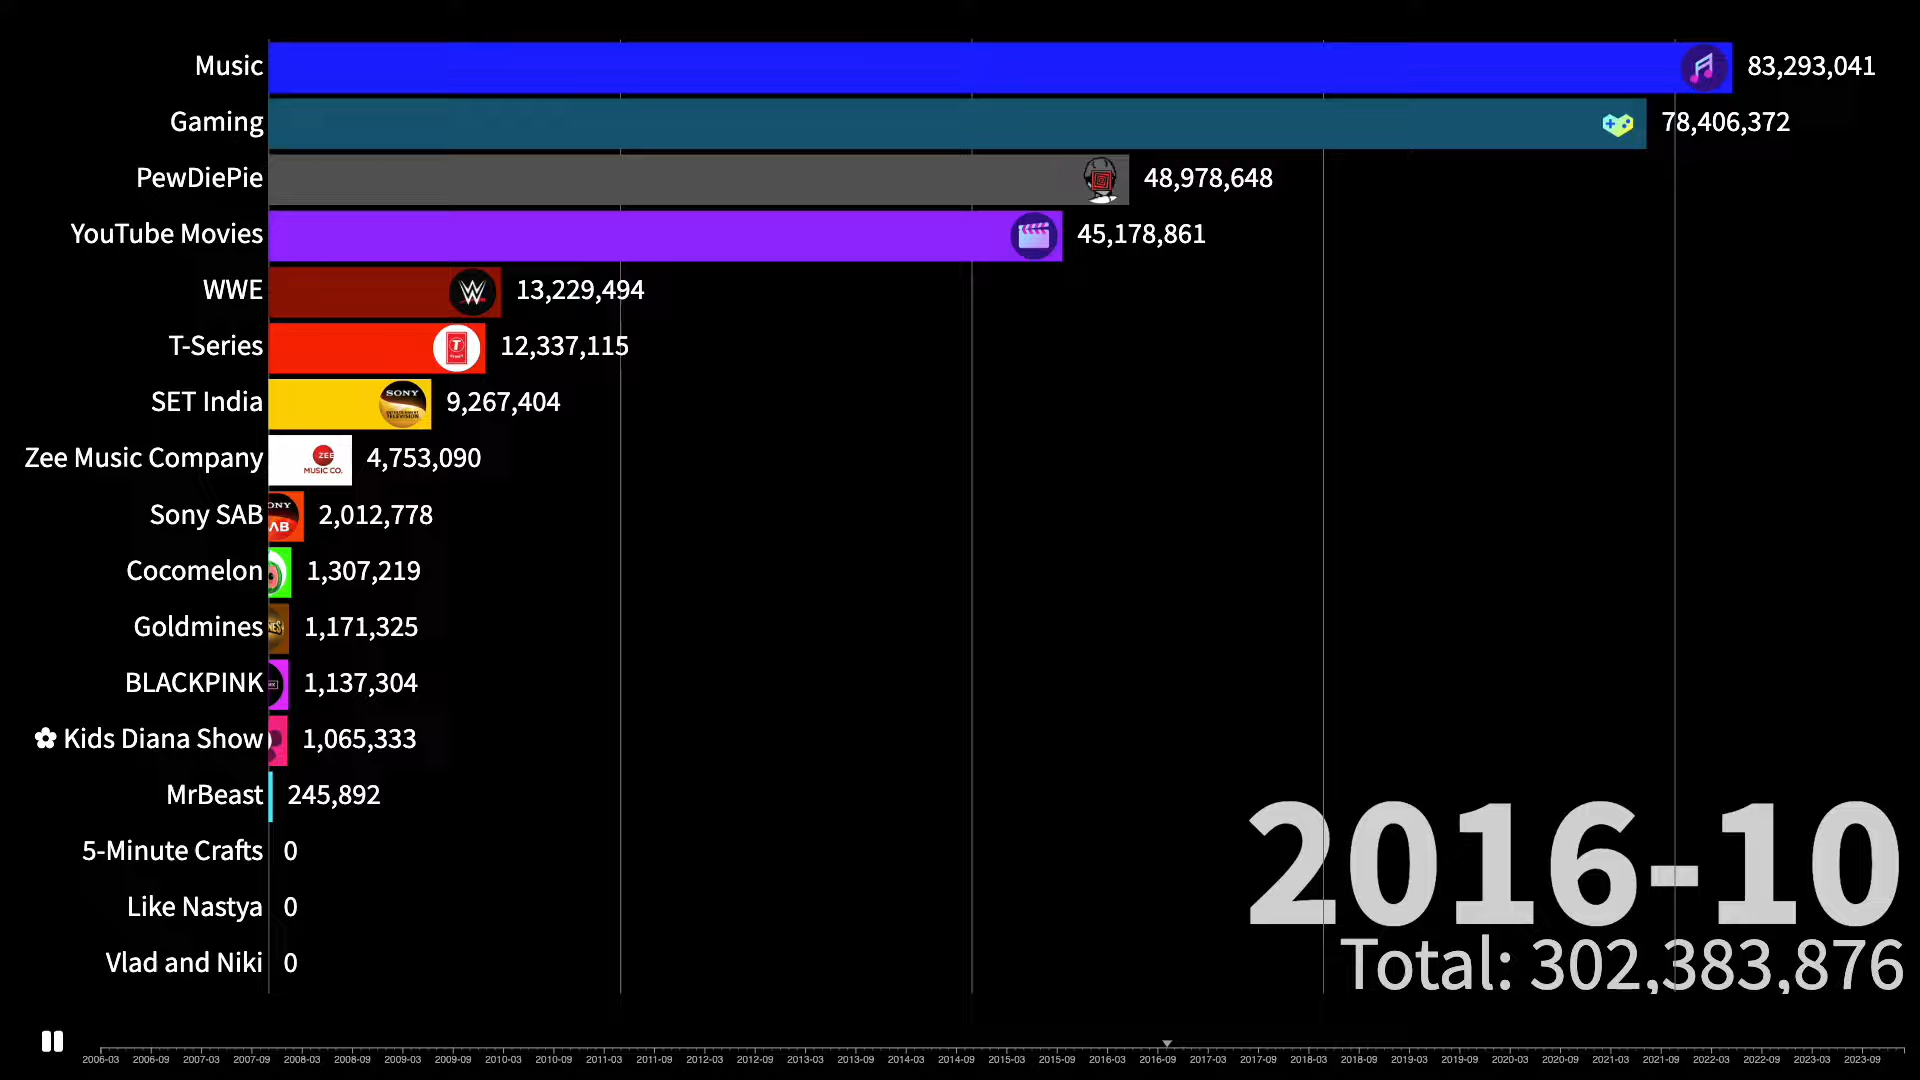 Music 83,293,041
Gaming 78,406,372
PewDiePie 48,978,648
YouTube Movies 45,178,861
WWE W 13,229,494
T-Series T 12,337,115
SET India SONY 9,267,404
Zee Music Company ZEE MUSIC CO. 4,753,090
Sony SAB ONY AB 2,012,778
Cocomelon 1,307,219
Goldmines NES 1,171,325
BLACKPINK 1,137,304
✿ Kids Diana Show 1,065,333
MrBeast 245,892
5-Minute Crafts 0
Like Nastya 0
Vlad and Niki 0
2016-10
Total: 302,383,876
2006-03 2006-09 2007-03 2007-09 2008-03 2008-09 2009-03 2009-09 2010-03 2010-09 2011-03 2011-09 2012-03 2012-09 2013-03 2013-09 2014-03 2014-09 2015-03 2015-09 2016-03 2016-09 2017-03 2017-09 2018-03 2018-09 2019-03 2019-09 2020-03 2020-09 2021-03 2021-09 2022-03 2022-09 2023-03 2023-09